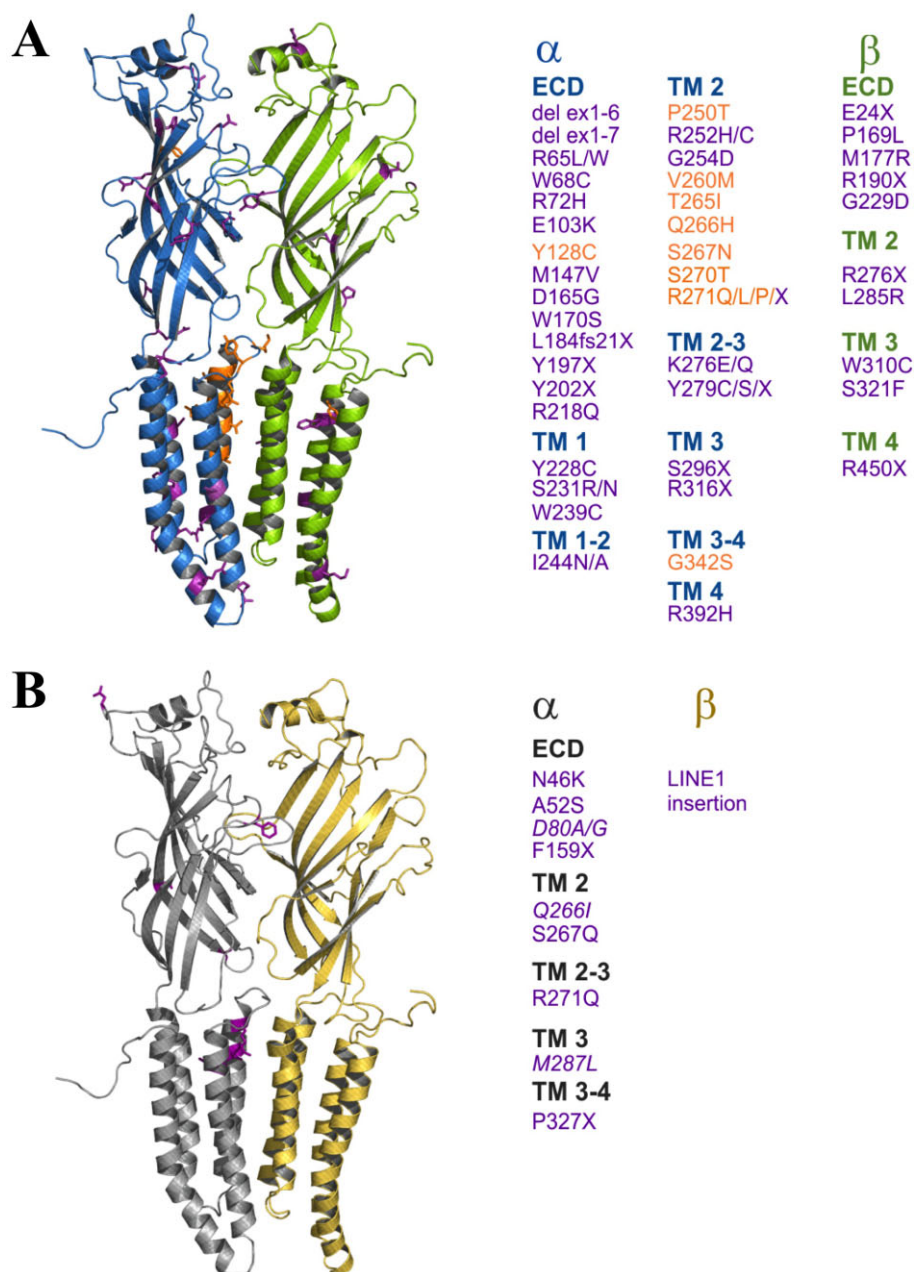 A
α
ECD
del ex1-6
del ex1-7
R65L/W
W68C
R72H
E103K
Y128C
M147V
D165G
W170S
L184fs21X
Y197X
Y202X
R218Q
TM 1
Y228C
S231R/N
W239C
TM 1-2
I244N/A
TM 2
P250T
R252H/C
G254D
V260M
T265I
Q266H
S267N
S270T
R271Q/L/P/X
TM 2-3
K276E/Q
Y279C/S/X
TM 3
S296X
R316X
TM 3-4
G342S
TM 4
R392H
β
ECD
E24X
P169L
M177R
R190X
G229D
TM 2
R276X
L285R
TM 3
W310C
S321F
TM 4
R450X
B
α
ECD
N46K
A52S
D80A/G
F159X
TM 2
Q266I
S267Q
TM 2-3
R271Q
TM 3
M287L
TM 3-4
P327X
β
LINE1
insertion